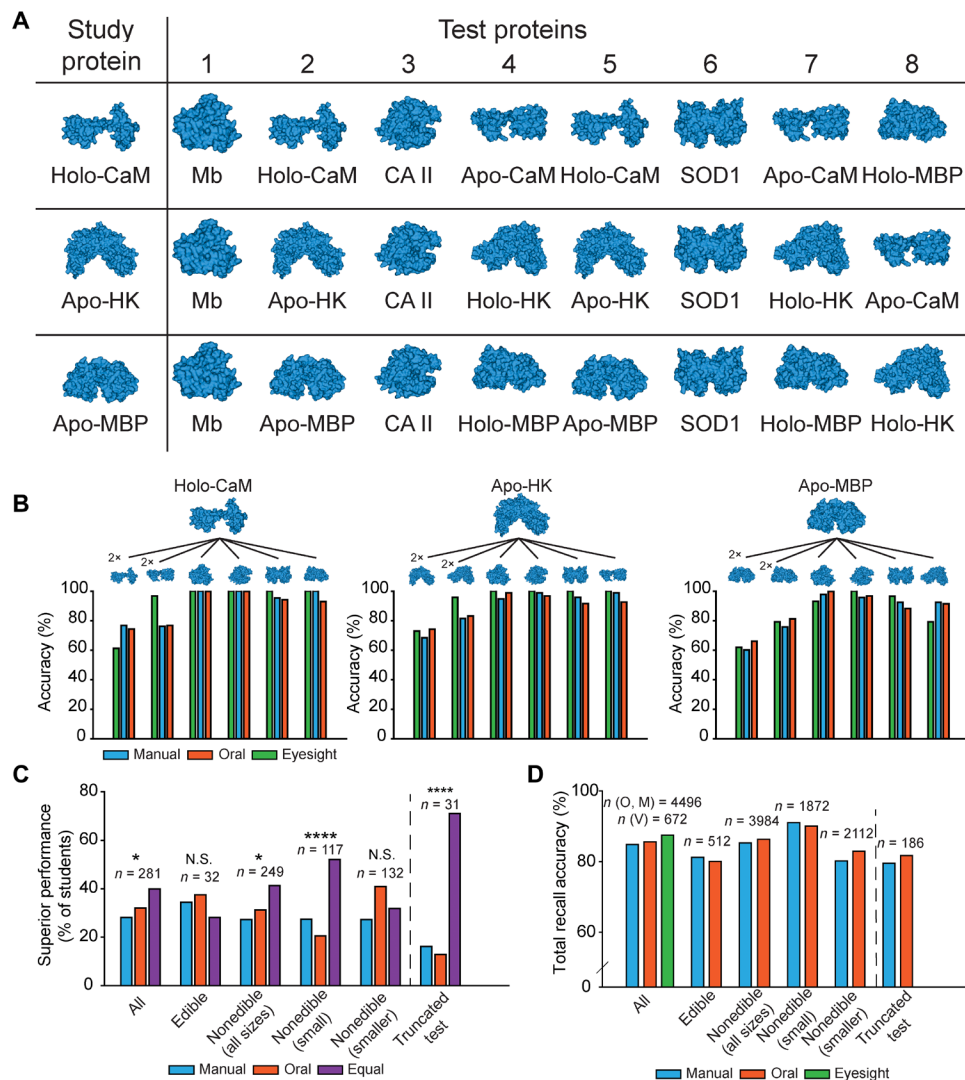 A
Study protein
Test proteins
1 2 3 4 5 6 7 8
Holo-CaM Mb Holo-CaM CA II Apo-CaM Holo-CaM SOD1 Apo-CaM Holo-MBP
Apo-HK Mb Apo-HK CA II Holo-HK Apo-HK SOD1 Holo-HK Apo-CaM
Apo-MBP Mb Apo-MBP CA II Holo-MBP Apo-MBP SOD1 Holo-MBP Holo-HK
B
Holo-CaM
2×
2×
Accuracy (%)
100
80
60
40
20
0
Apo-HK
2×
2×
Accuracy (%)
100
80
60
40
20
0
Apo-MBP
2×
2×
Accuracy (%)
100
80
60
40
20
0
Manual Oral Eyesight
C
Superior performance
(% of students)
80
60
40
20
0
*
n = 281
N.S.
n = 32
*
n = 249
****
n = 117
N.S.
n = 132
****
n = 31
All
Edible
Nonedible
(all sizes)
Nonedible
(small)
Nonedible
(smaller)
Truncated
test
Manual Oral Equal
D
Total recall accuracy (%)
100
80
60
0
n (O, M) = 4496
n (V) = 672
n = 512
n = 3984
n = 1872
n = 2112
n = 186
All
Edible
Nonedible
(all sizes)
Nonedible
(small)
Nonedible
(smaller)
Truncated
test
Manual Oral Eyesight